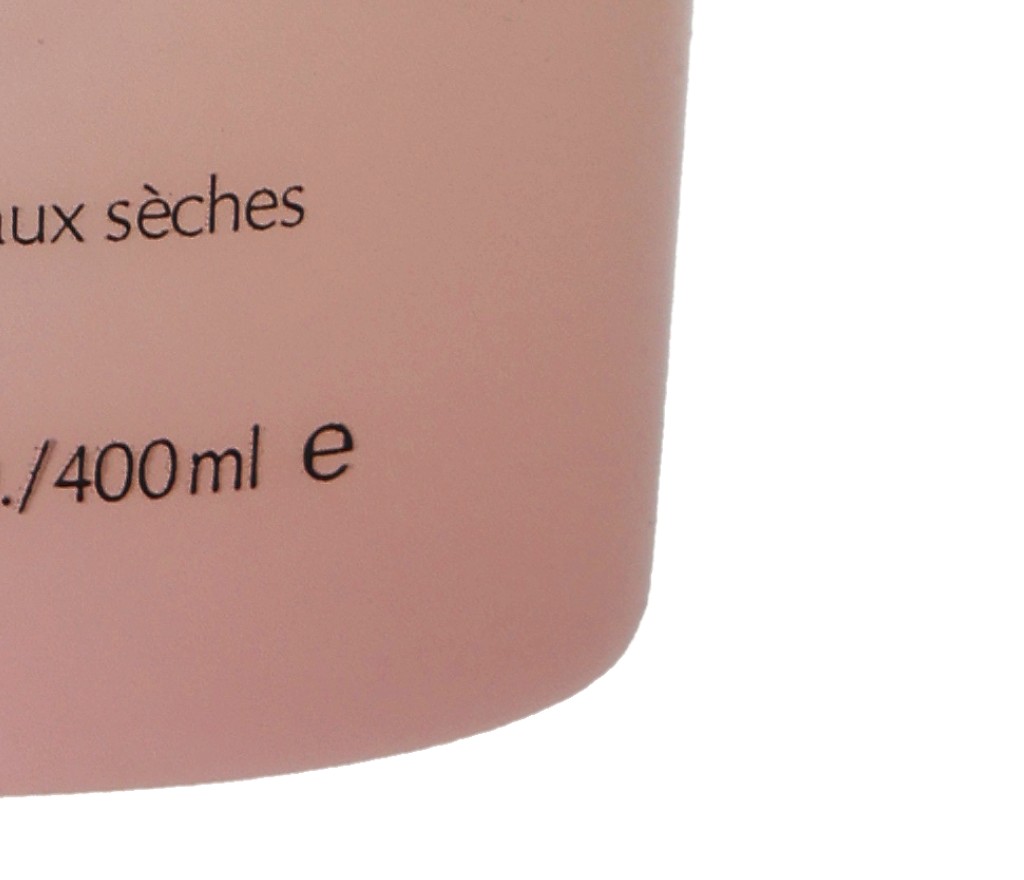 aux sèches
./400ml e